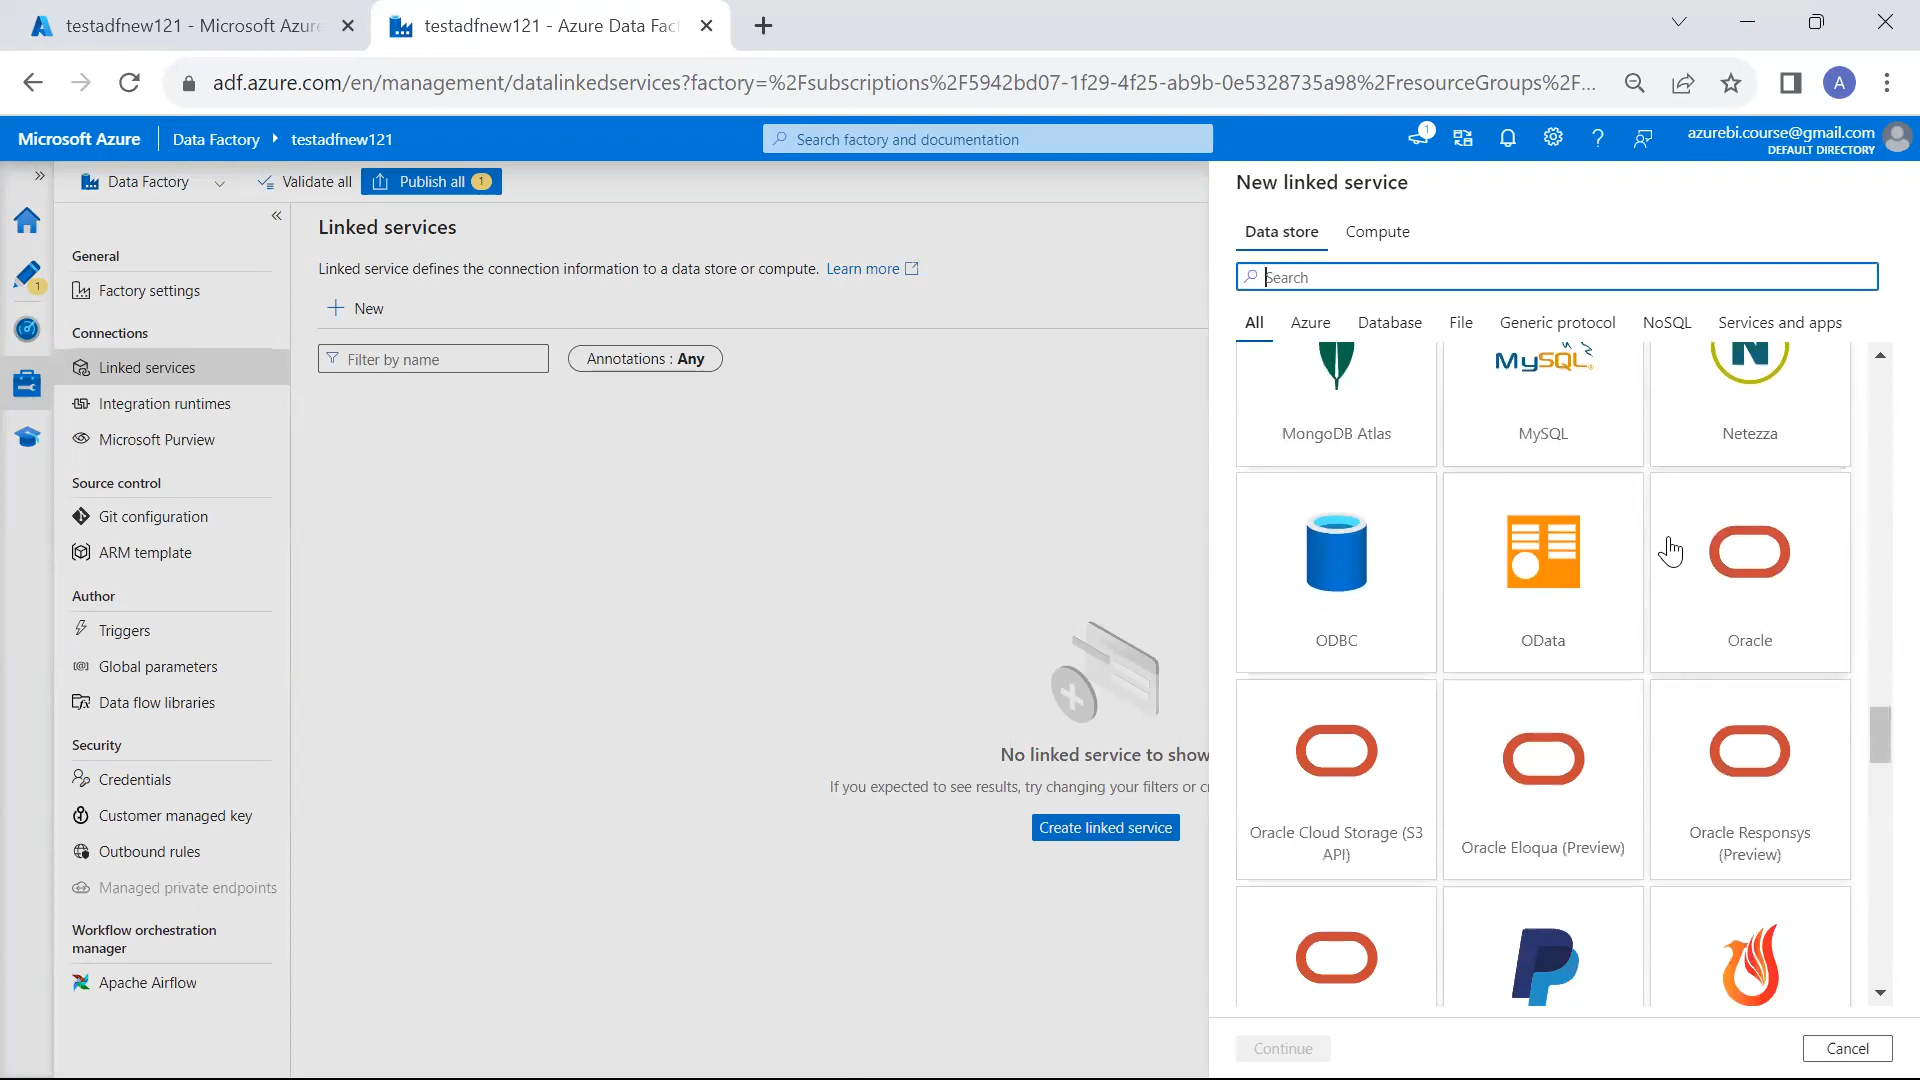 testadfnew121 - Microsoft Azure
testadfnew121 - Azure Data Fac
adf.azure.com/en/management/datalinkedservices?factory=%2Fsubscriptions%2F5942bd07-1f29-4f25-ab9b-0e5328735a98%2FresourceGroups%2F...
A
Microsoft Azure
Data Factory
testadfnew121
Search factory and documentation
1
azurebi.course@gmail.com
DEFAULT DIRECTORY
Data Factory
Validate all
Publish all 1
New linked service
General
Factory settings
Connections
Linked services
Integration runtimes
Microsoft Purview
Source control
Git configuration
ARM template
Author
Triggers
Global parameters
Data flow libraries
Security
Credentials
Customer managed key
Outbound rules
Managed private endpoints
Workflow orchestration
manager
Apache Airflow
1
Linked services
Linked service defines the connection information to a data store or compute. Learn more
New
Filter by name
Annotations : Any
No linked service to show
If you expected to see results, try changing your filters or cr
Create linked service
Data store
Compute
Search
All Azure Database File Generic protocol NoSQL Services and apps
MySQL
N
MongoDB Atlas
MySQL
Netezza
ODBC
OData
Oracle
Oracle Cloud Storage (S3
API)
Oracle Eloqua (Preview)
Oracle Responsys
(Preview)
Continue
Cancel